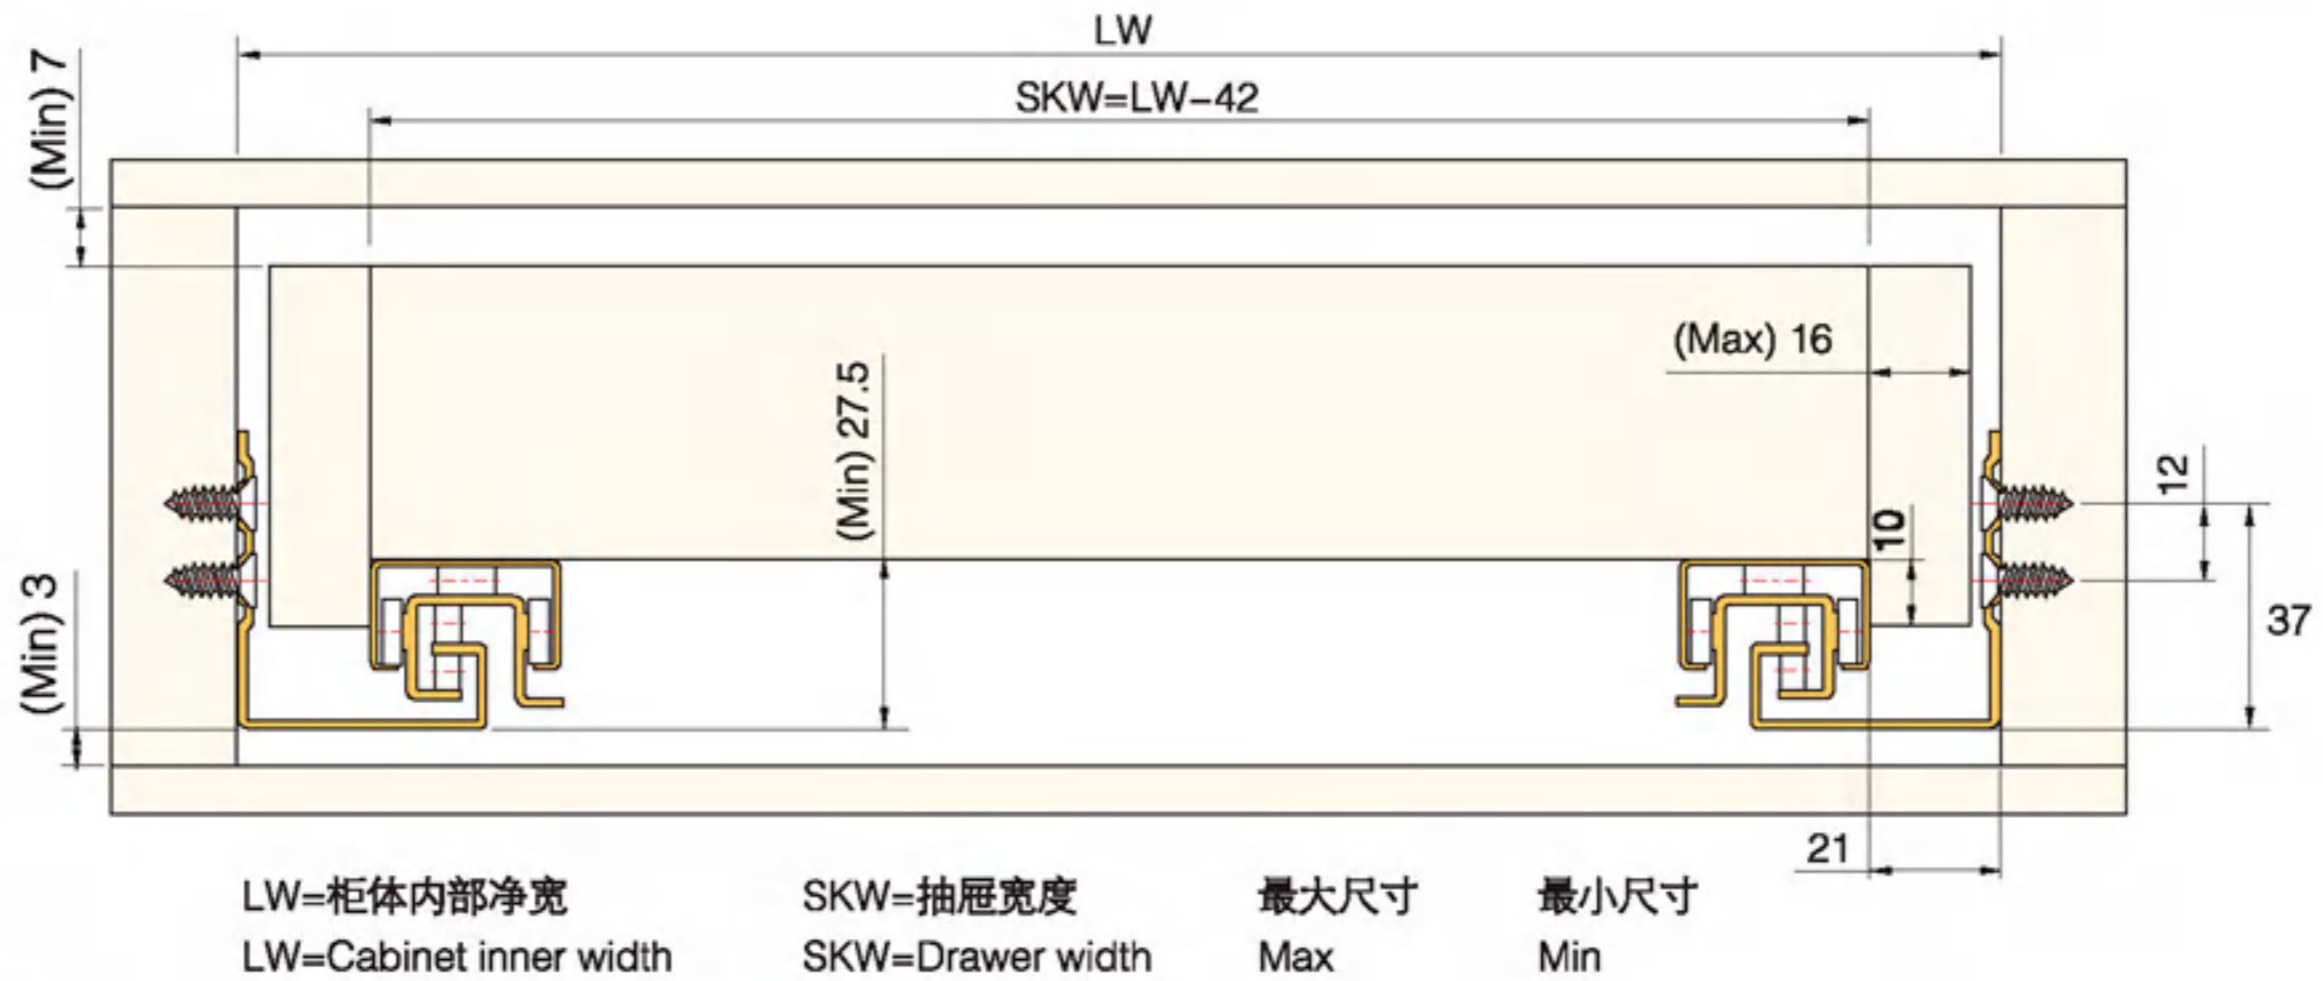 LW
SKW=LW-42
(Min) 7
(Max) 16
(Min) 27.5
12
10
(Min) 3
37
21
LW=柜体内部净宽 SKW=抽屉宽度 最大尺寸 最小尺寸
LW=Cabinet inner width SKW=Drawer width Max Min